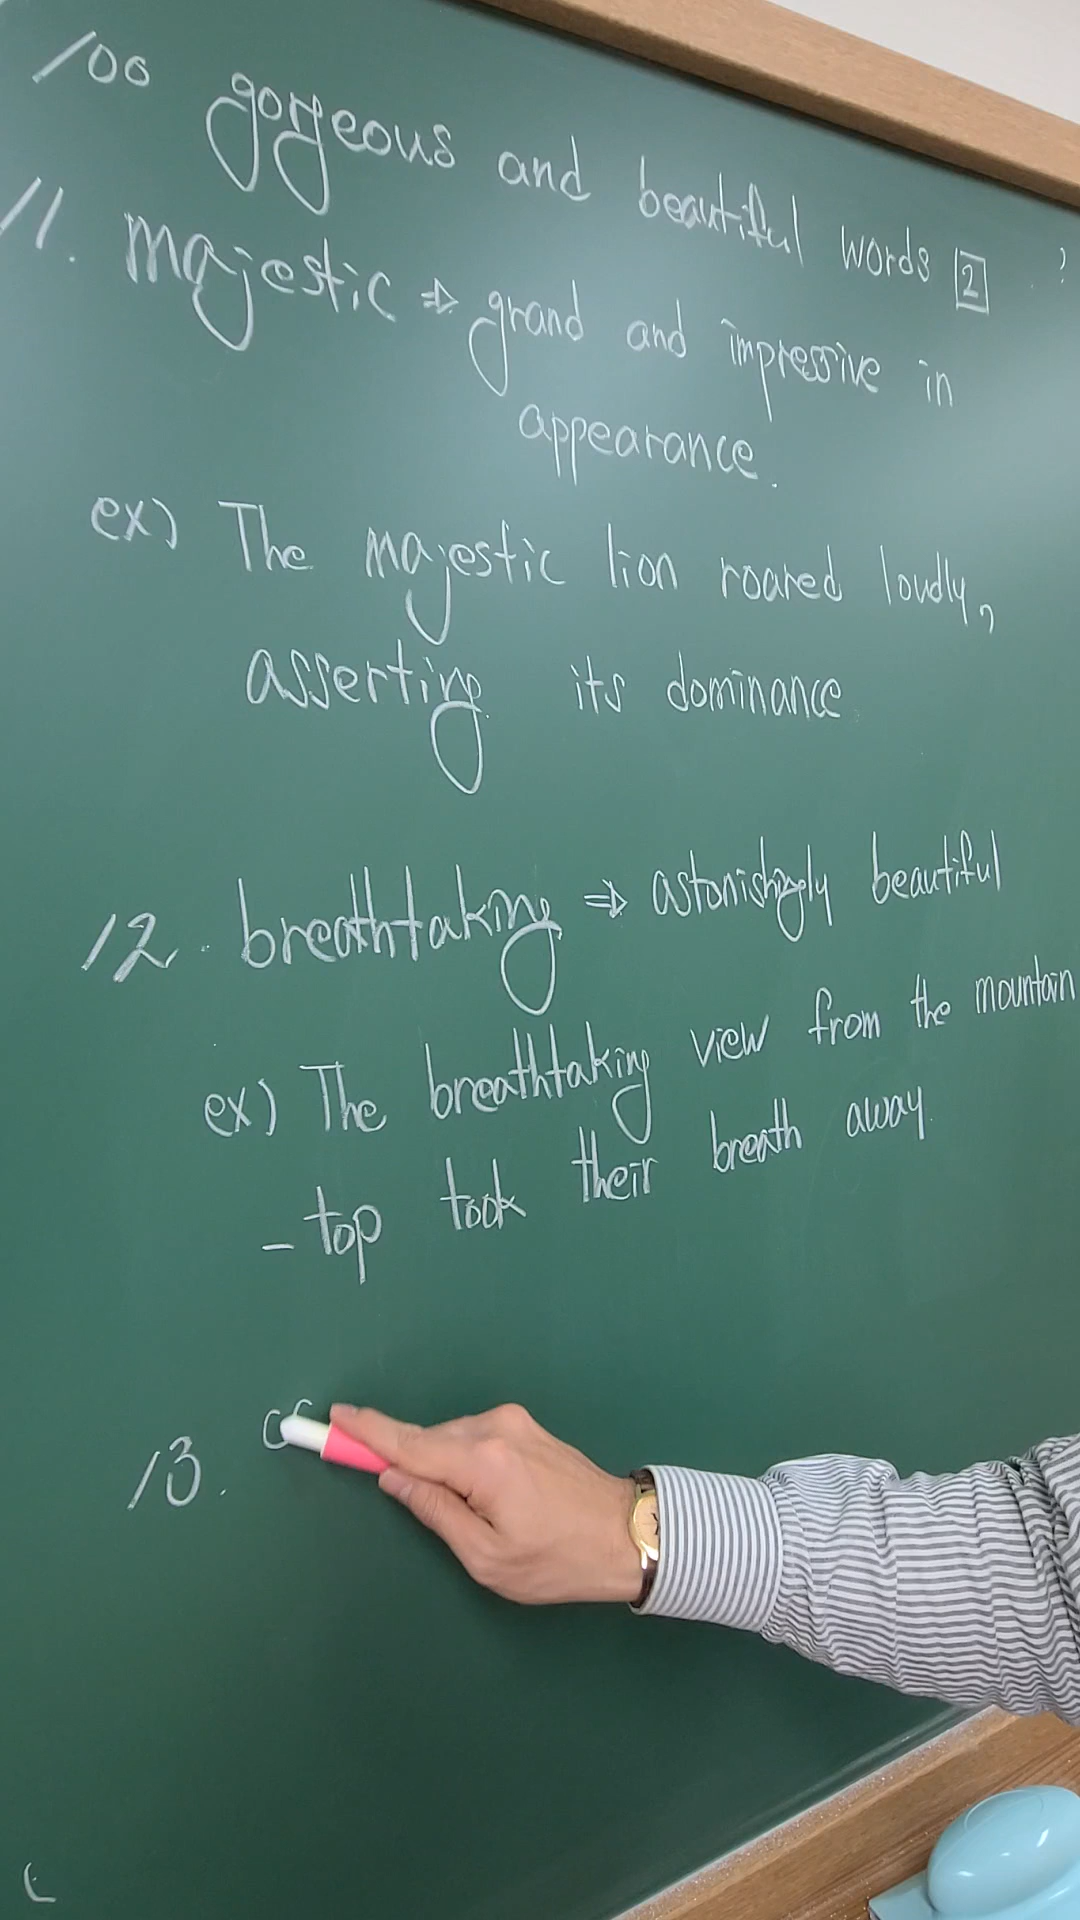 100 gorgeous and beautiful words 2
11. majestic ⇒ grand and impressive in
appearance.
ex) The majestic lion roared loudly,
asserting its dominance
12. breathtaking ⇒ astonishingly beautiful
ex) The breathtaking view from the mountain
-top took their breath away.
13.